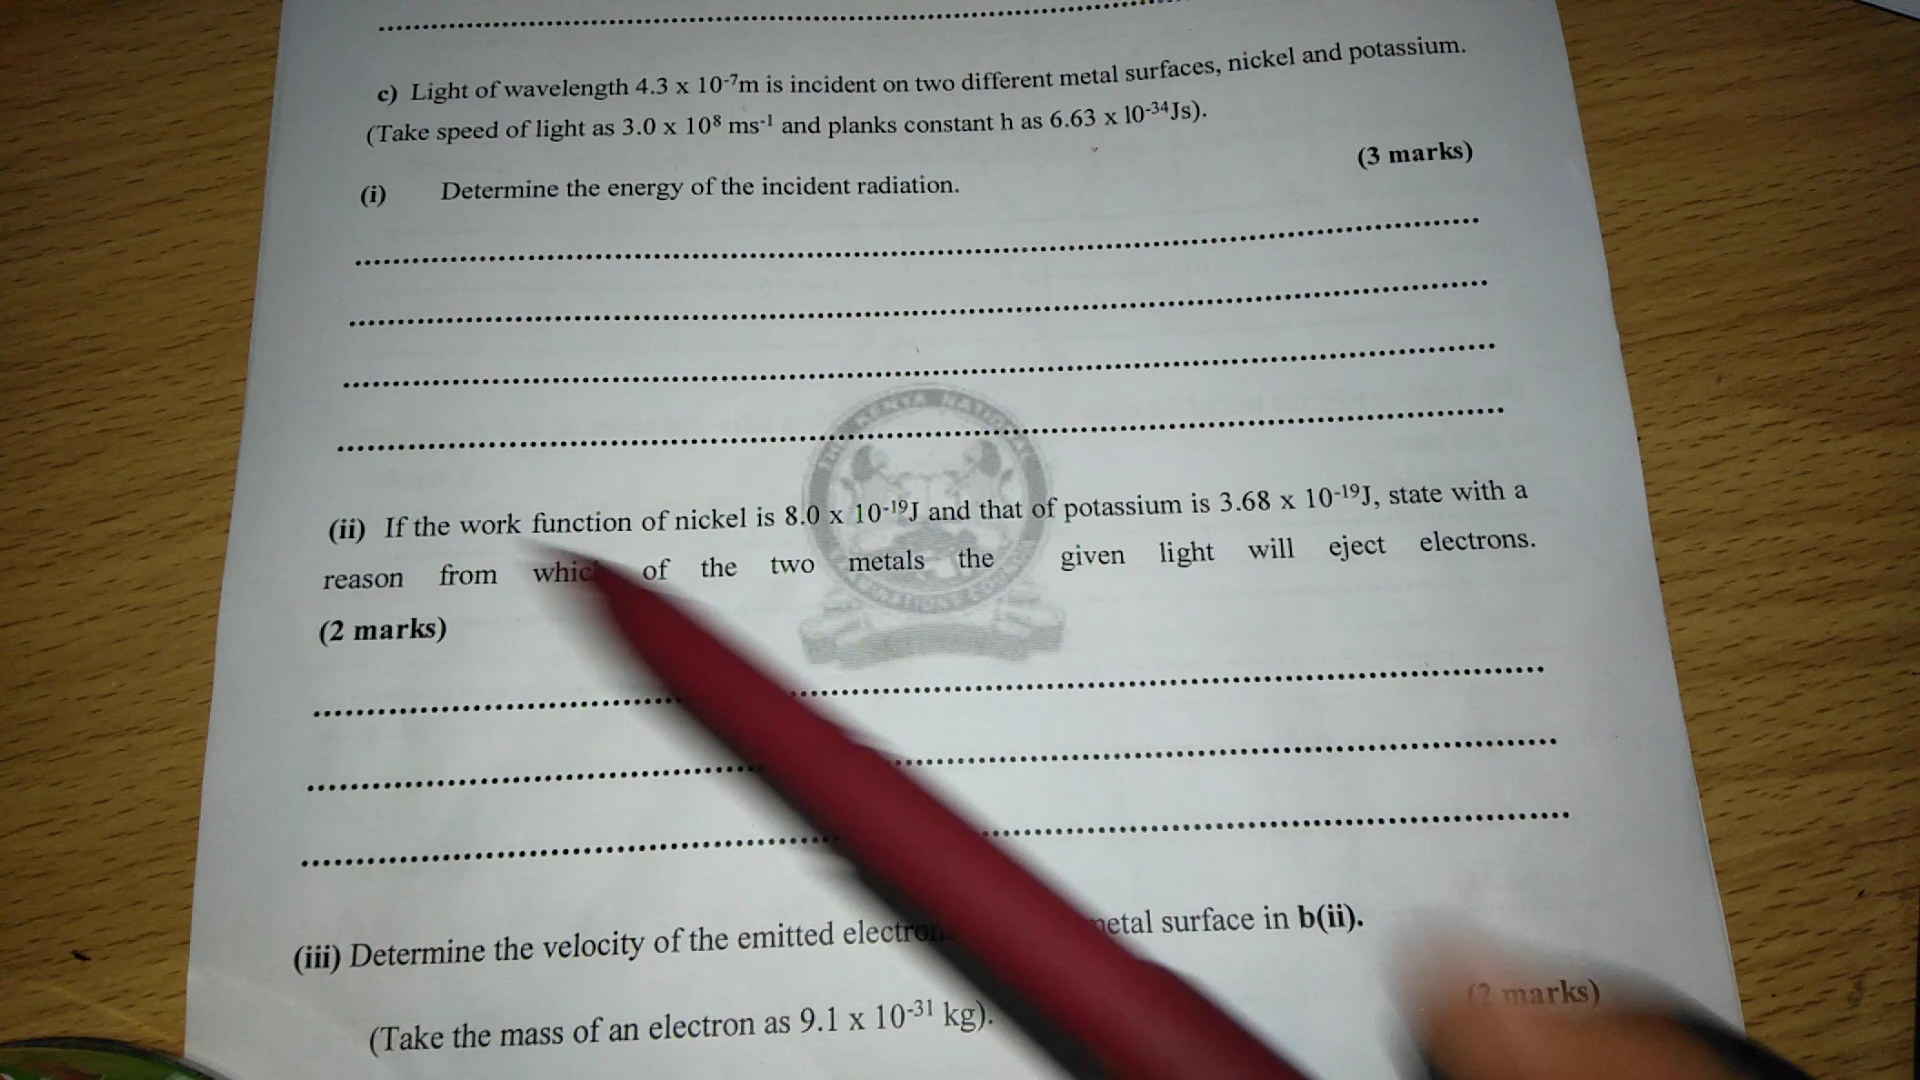 c) Light of wavelength 4.3 x 10⁻⁷m is incident on two different metal surfaces, nickel and potassium.
(Take speed of light as 3.0 x 10⁸ ms⁻¹ and planks constant h as 6.63 x 10⁻³⁴Js).
(3 marks)
(i) Determine the energy of the incident radiation.
(ii) If the work function of nickel is 8.0 x 10⁻¹⁹J and that of potassium is 3.68 x 10⁻¹⁹J, state with a
reason from which of the two metals the given light will eject electrons.
(2 marks)
(iii) Determine the velocity of the emitted electron metal surface in b(ii).
(2 marks)
(Take the mass of an electron as 9.1 x 10⁻³¹ kg).